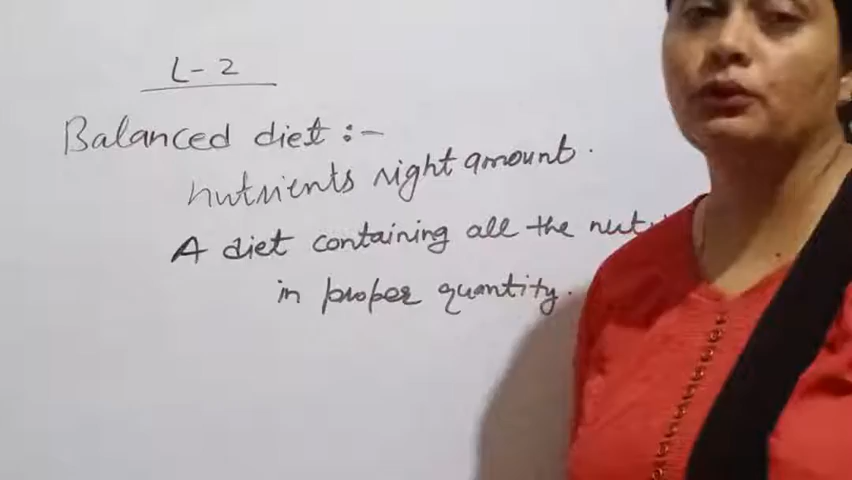 L-2
Balanced diet :-
nutrients right amount.
A diet containing all the
in proper quantity.